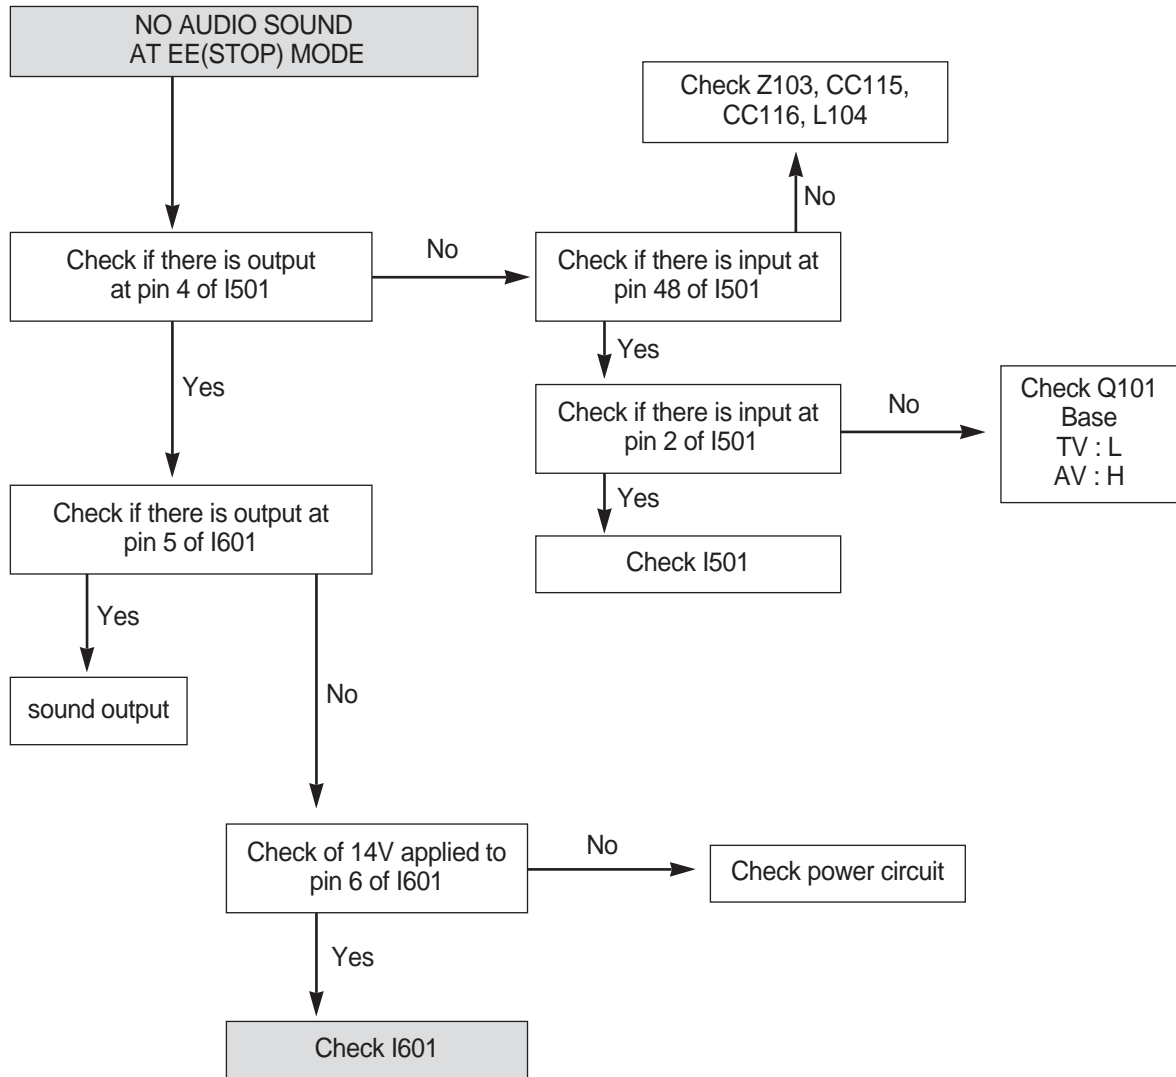 NO AUDIO SOUND
AT EE(STOP) MODE
Check Z103, CC115,
CC116, L104
No
Check if there is output
at pin 4 of I501
No
Check if there is input at
pin 48 of I501
Yes
Yes
Check if there is input at
pin 2 of I501
No
Check Q101
Base
TV : L
AV : H
Yes
Check I501
Check if there is output at
pin 5 of I601
Yes
sound output
No
Check of 14V applied to
pin 6 of I601
No
Check power circuit
Yes
Check I601